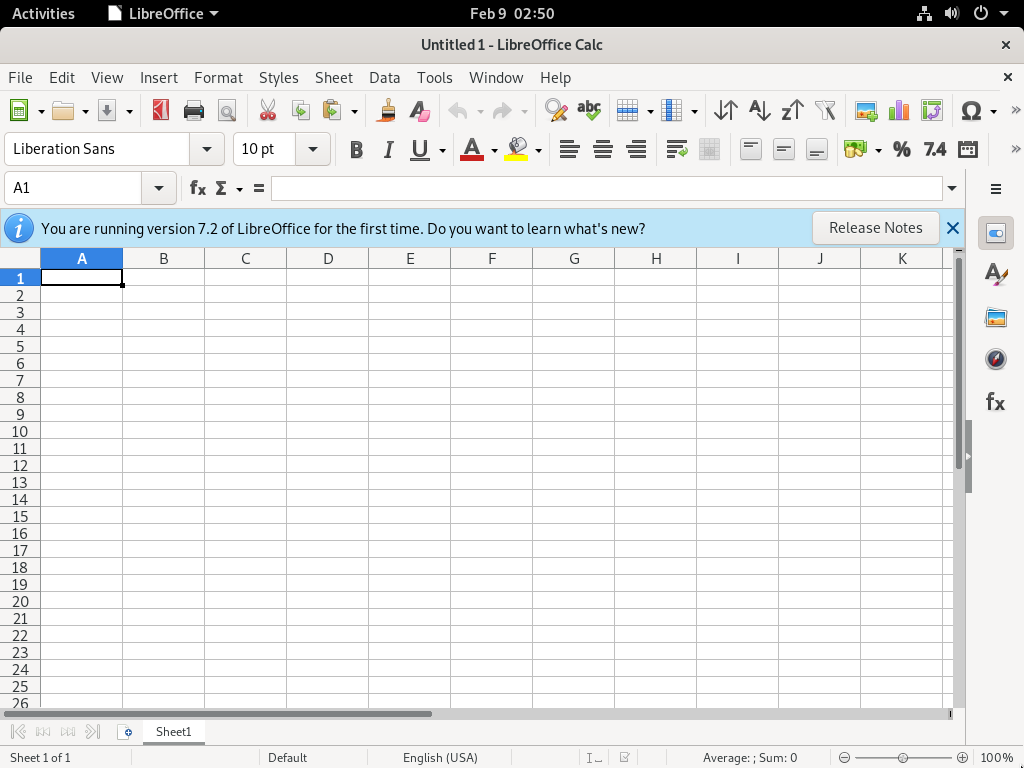 Activities LibreOffice Feb 9 02:50
Untitled 1 - LibreOffice Calc
File Edit View Insert Format Styles Sheet Data Tools Window Help
abc Ω
Liberation Sans 10 pt B I U A % 7.4
A1 fx Σ =
You are running version 7.2 of LibreOffice for the first time. Do you want to learn what's new? Release Notes
A B C D E F G H I J K
1
2
3
4
5
6
7
8
9
10
11
12
13
14
15
16
17
18
19
20
21
22
23
24
25
26
fx
Sheet1
Sheet 1 of 1 Default English (USA) Average: ; Sum: 0 100%